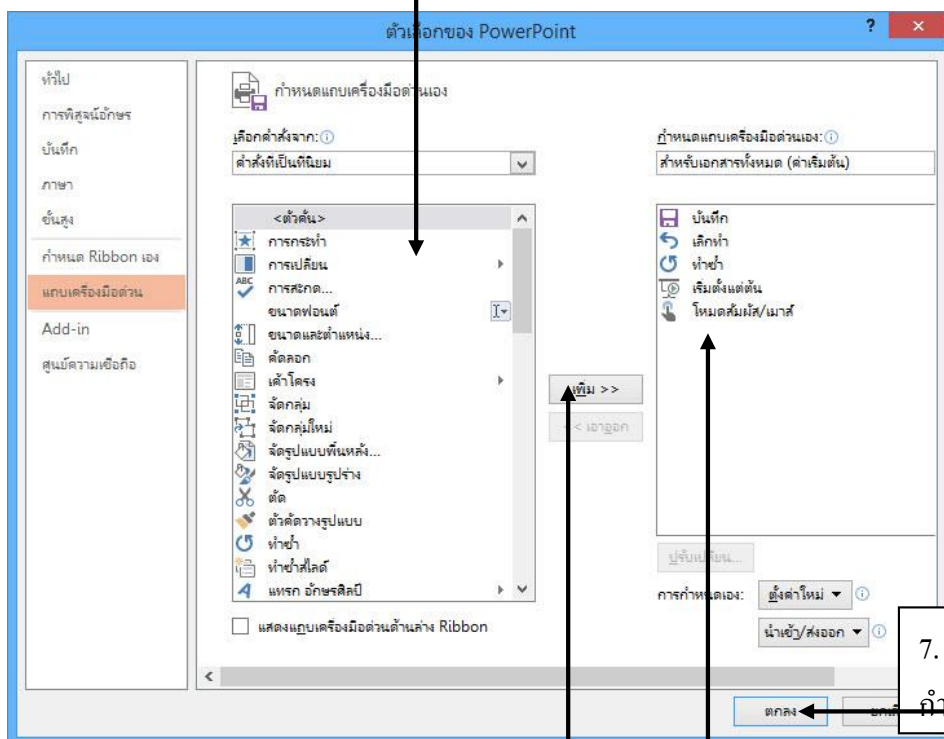 ตัวเลือกของ PowerPoint
?
ทั่วไป
การพิสูจน์อักษร
บันทึก
ภาษา
ขั้นสูง
กำหนด Ribbon เอง
แถบเครื่องมือด่วน
Add-in
ศูนย์ความเชื่อถือ
กำหนดแถบเครื่องมือด่วนเอง
เลือกคำสั่งจาก:
คำสั่งที่เป็นที่นิยม
<ตัวคั่น>
การกระทำ
การเปลี่ยน
ABC
การสะกด...
ขนาดฟอนต์
ขนาดและตำแหน่ง...
คัดลอก
เค้าโครง
จัดกลุ่ม
จัดกลุ่มใหม่
จัดรูปแบบพื้นหลัง...
จัดรูปแบบรูปร่าง
ตัด
ตัวคัดวางรูปแบบ
ทำซ้ำ
ทำซ้ำสไลด์
แทรก อักษรศิลป์
แสดงแถบเครื่องมือด่วนด้านล่าง Ribbon
เพิ่ม >>
<< เอาออก
กำหนดแถบเครื่องมือด่วนเอง:
สำหรับเอกสารทั้งหมด (ค่าเริ่มต้น)
บันทึก
เลิกทำ
ทำซ้ำ
เริ่มตั้งแต่ต้น
โหมดสัมผัส/เมาส์
ปรับเปลี่ยน...
การกำหนดเอง:
ตั้งค่าใหม่
นำเข้า/ส่งออก
ตกลง
7.